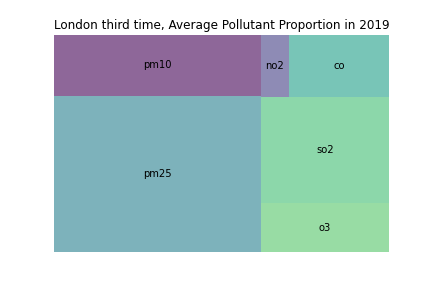 London third time, Average Pollutant Proportion in 2019
pm10
no2
co
pm25
so2
o3